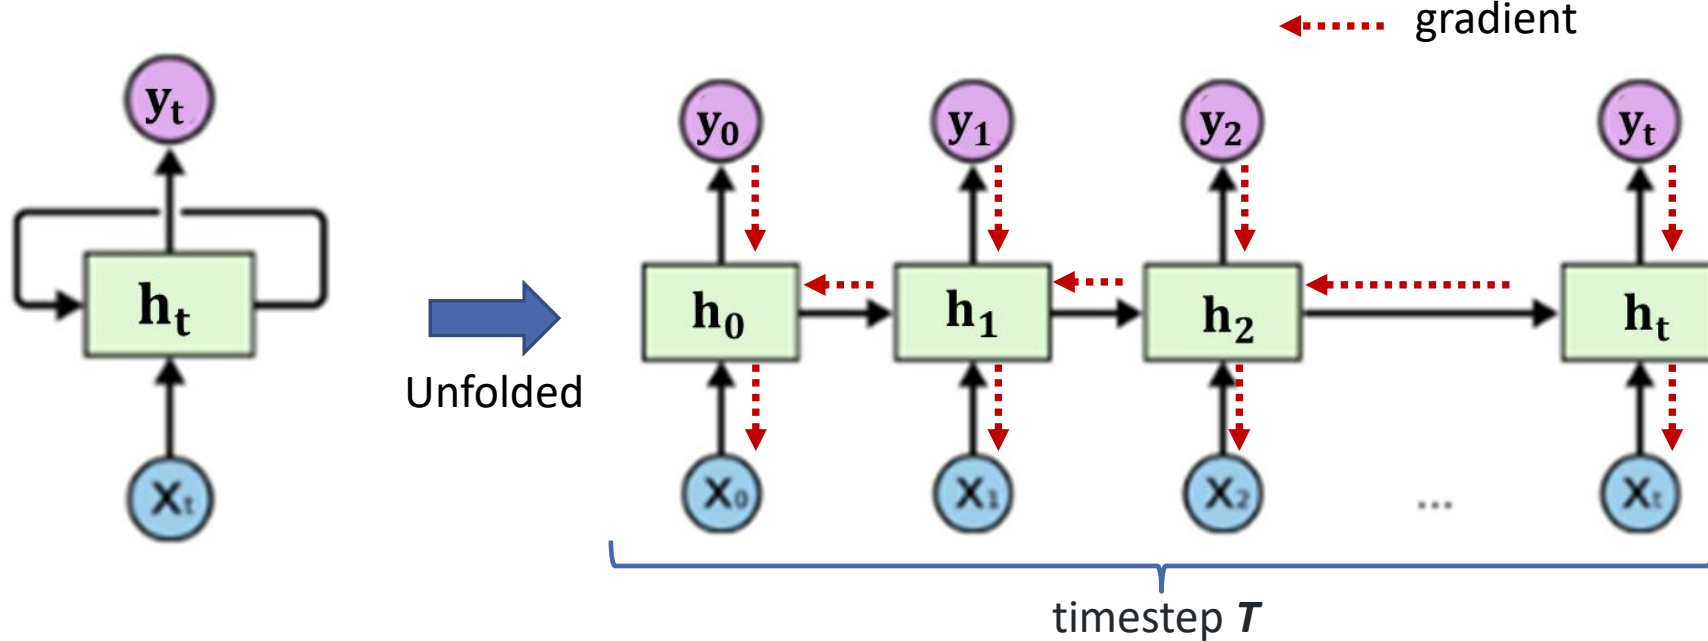 gradient
yₜ
y₀ y₁ y₂ yₜ
hₜ
h₀ h₁ h₂ hₜ
Unfolded
Xₜ
X₀ X₁ X₂ ... Xₜ
timestep T